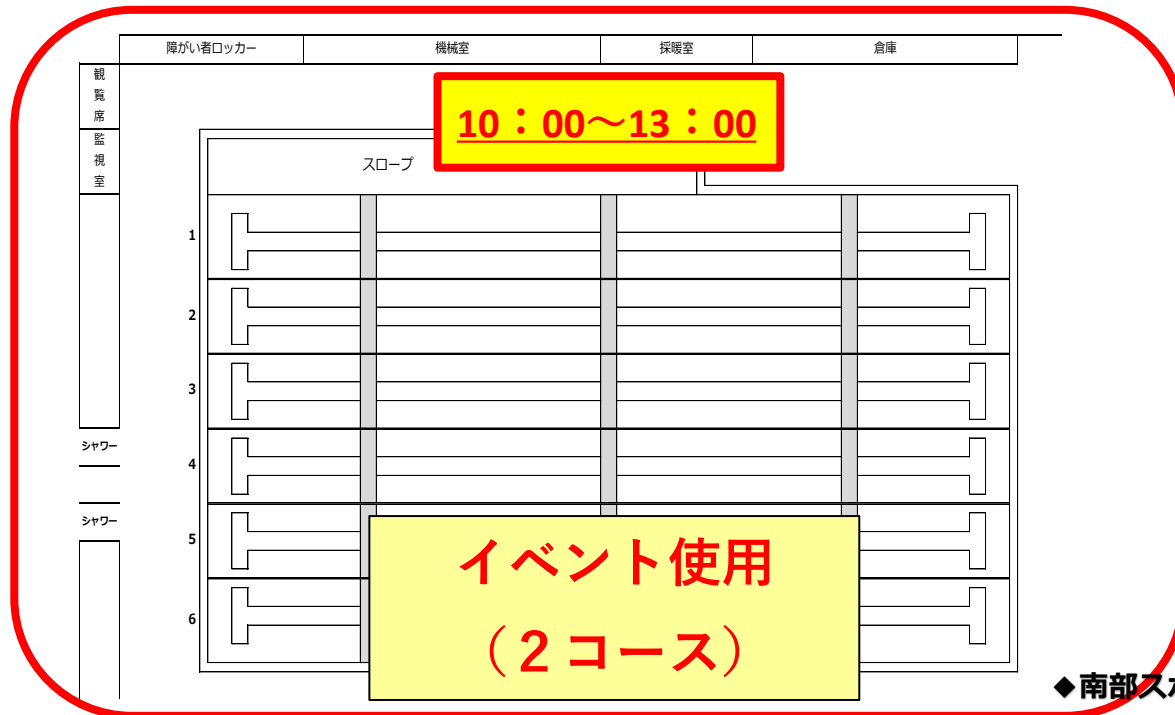 障がい者ロッカー 機械室 採暖室 倉庫
観覧席
監視室
10：00～13：00
スロープ
1
2
3
シャワー
4
シャワー
5
6
イベント使用
（２コース）
◆南部スポ